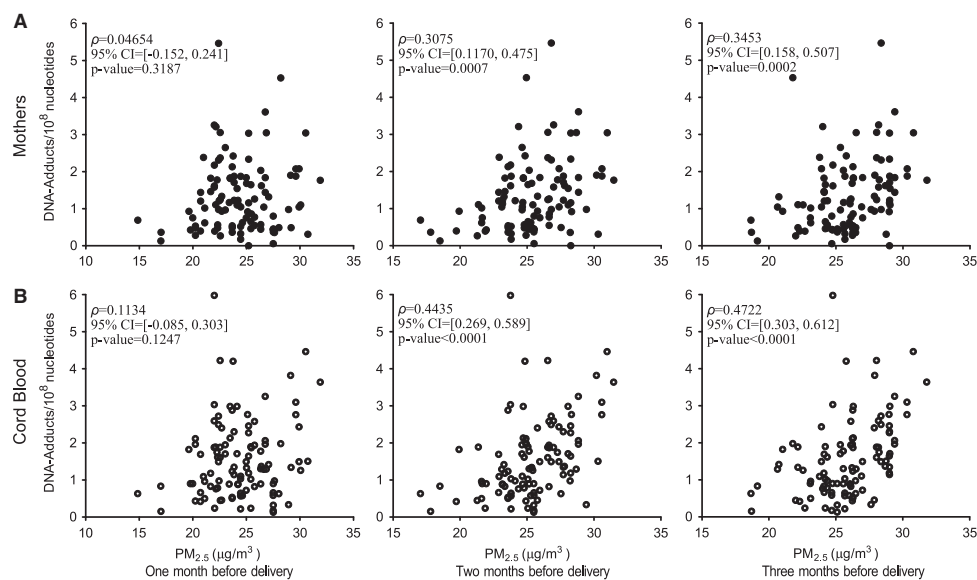 A
Mothers
DNA-Adducts/10⁸ nucleotides
6
5
4
3
2
1
0
10
15
20
25
30
35
ρ=0.04654
95% CI=[-0.152, 0.241]
p-value=0.3187
15
20
25
30
35
ρ=0.3075
95% CI=[0.1170, 0.475]
p-value=0.0007
15
20
25
30
35
ρ=0.3453
95% CI=[0.158, 0.507]
p-value=0.0002
B
Cord Blood
DNA-Adducts/10⁸ nucleotides
6
5
4
3
2
1
0
ρ=0.1134
95% CI=[-0.085, 0.303]
p-value=0.1247
10
15
20
25
30
35
PM₂.₅ (µg/m³ )
One month before delivery
ρ=0.4435
95% CI=[0.269, 0.589]
p-value<0.0001
15
20
25
30
35
PM₂.₅ (µg/m³ )
Two months before delivery
ρ=0.4722
95% CI=[0.303, 0.612]
p-value<0.0001
15
20
25
30
35
PM₂.₅ (µg/m³ )
Three months before delivery